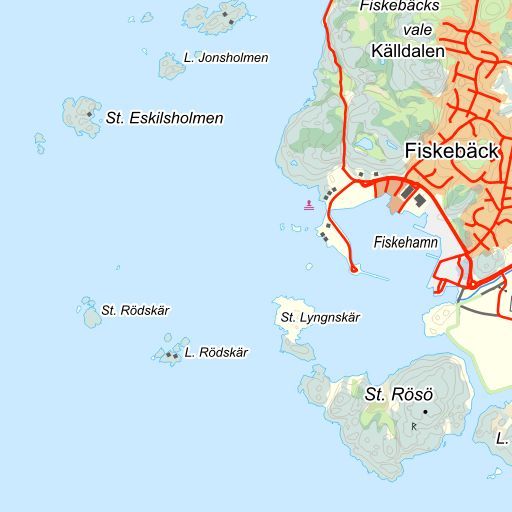 Fiskebäcks
vale
Källdalen
L. Jonsholmen
St. Eskilsholmen
Fiskebäck
Fiskehamn
St. Rödskär
St. Lyngnskär
L. Rödskär
St. Rösö
R
L.